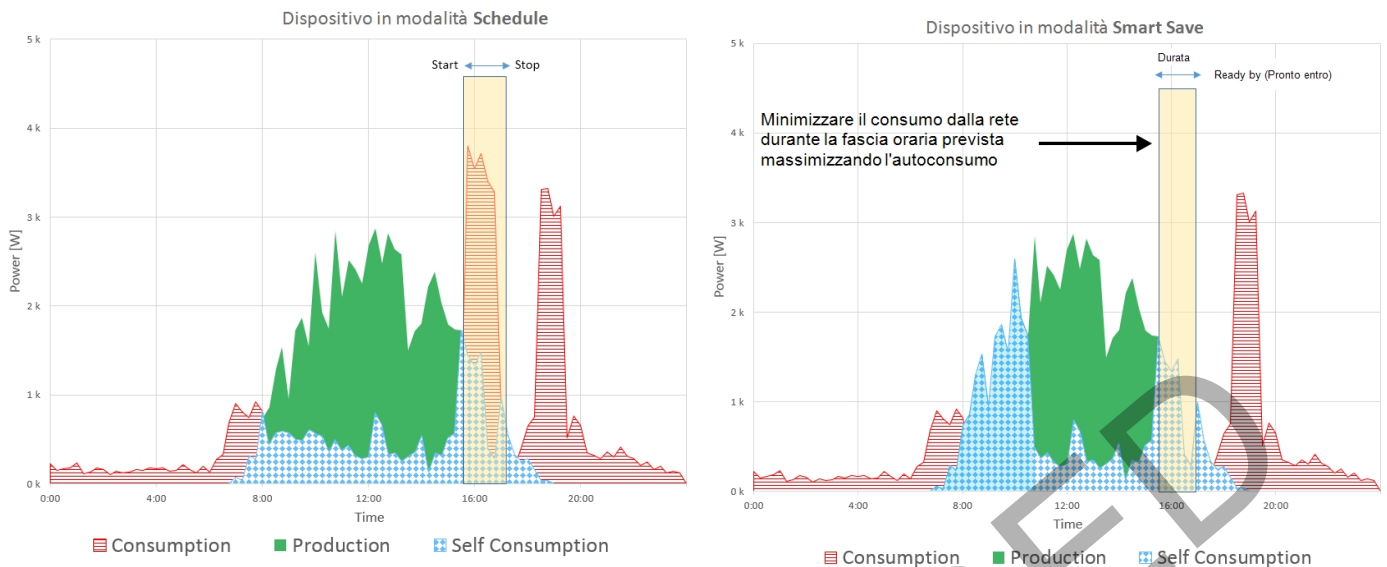 Dispositivo in modalità Schedule
5 k
4 k
3 k
2 k
1 k
0 k
Power [W]
Start
Stop
0:00
4:00
8:00
12:00
16:00
20:00
Time
Consumption
Production
Self Consumption
Dispositivo in modalità Smart Save
5 k
4 k
3 k
2 k
1 k
0 k
Power [W]
Durata
Ready by (Pronto entro)
Minimizzare il consumo dalla rete
durante la fascia oraria prevista
massimizzando l'autoconsumo
0:00
4:00
8:00
12:00
16:00
20:00
Time
Consumption
Production
Self Consumption